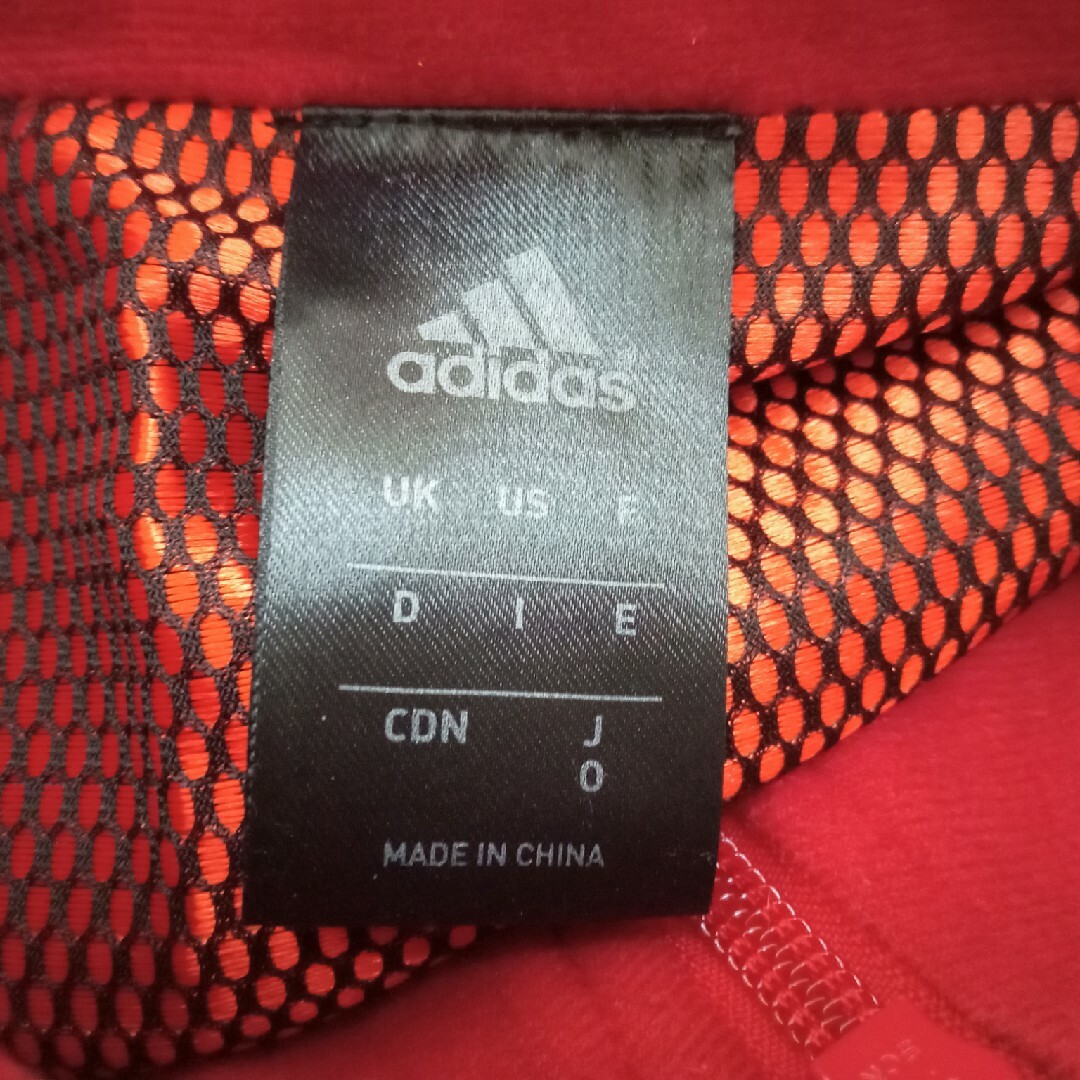 adidas
UK US F
D I E
CDN J
O
MADE IN CHINA